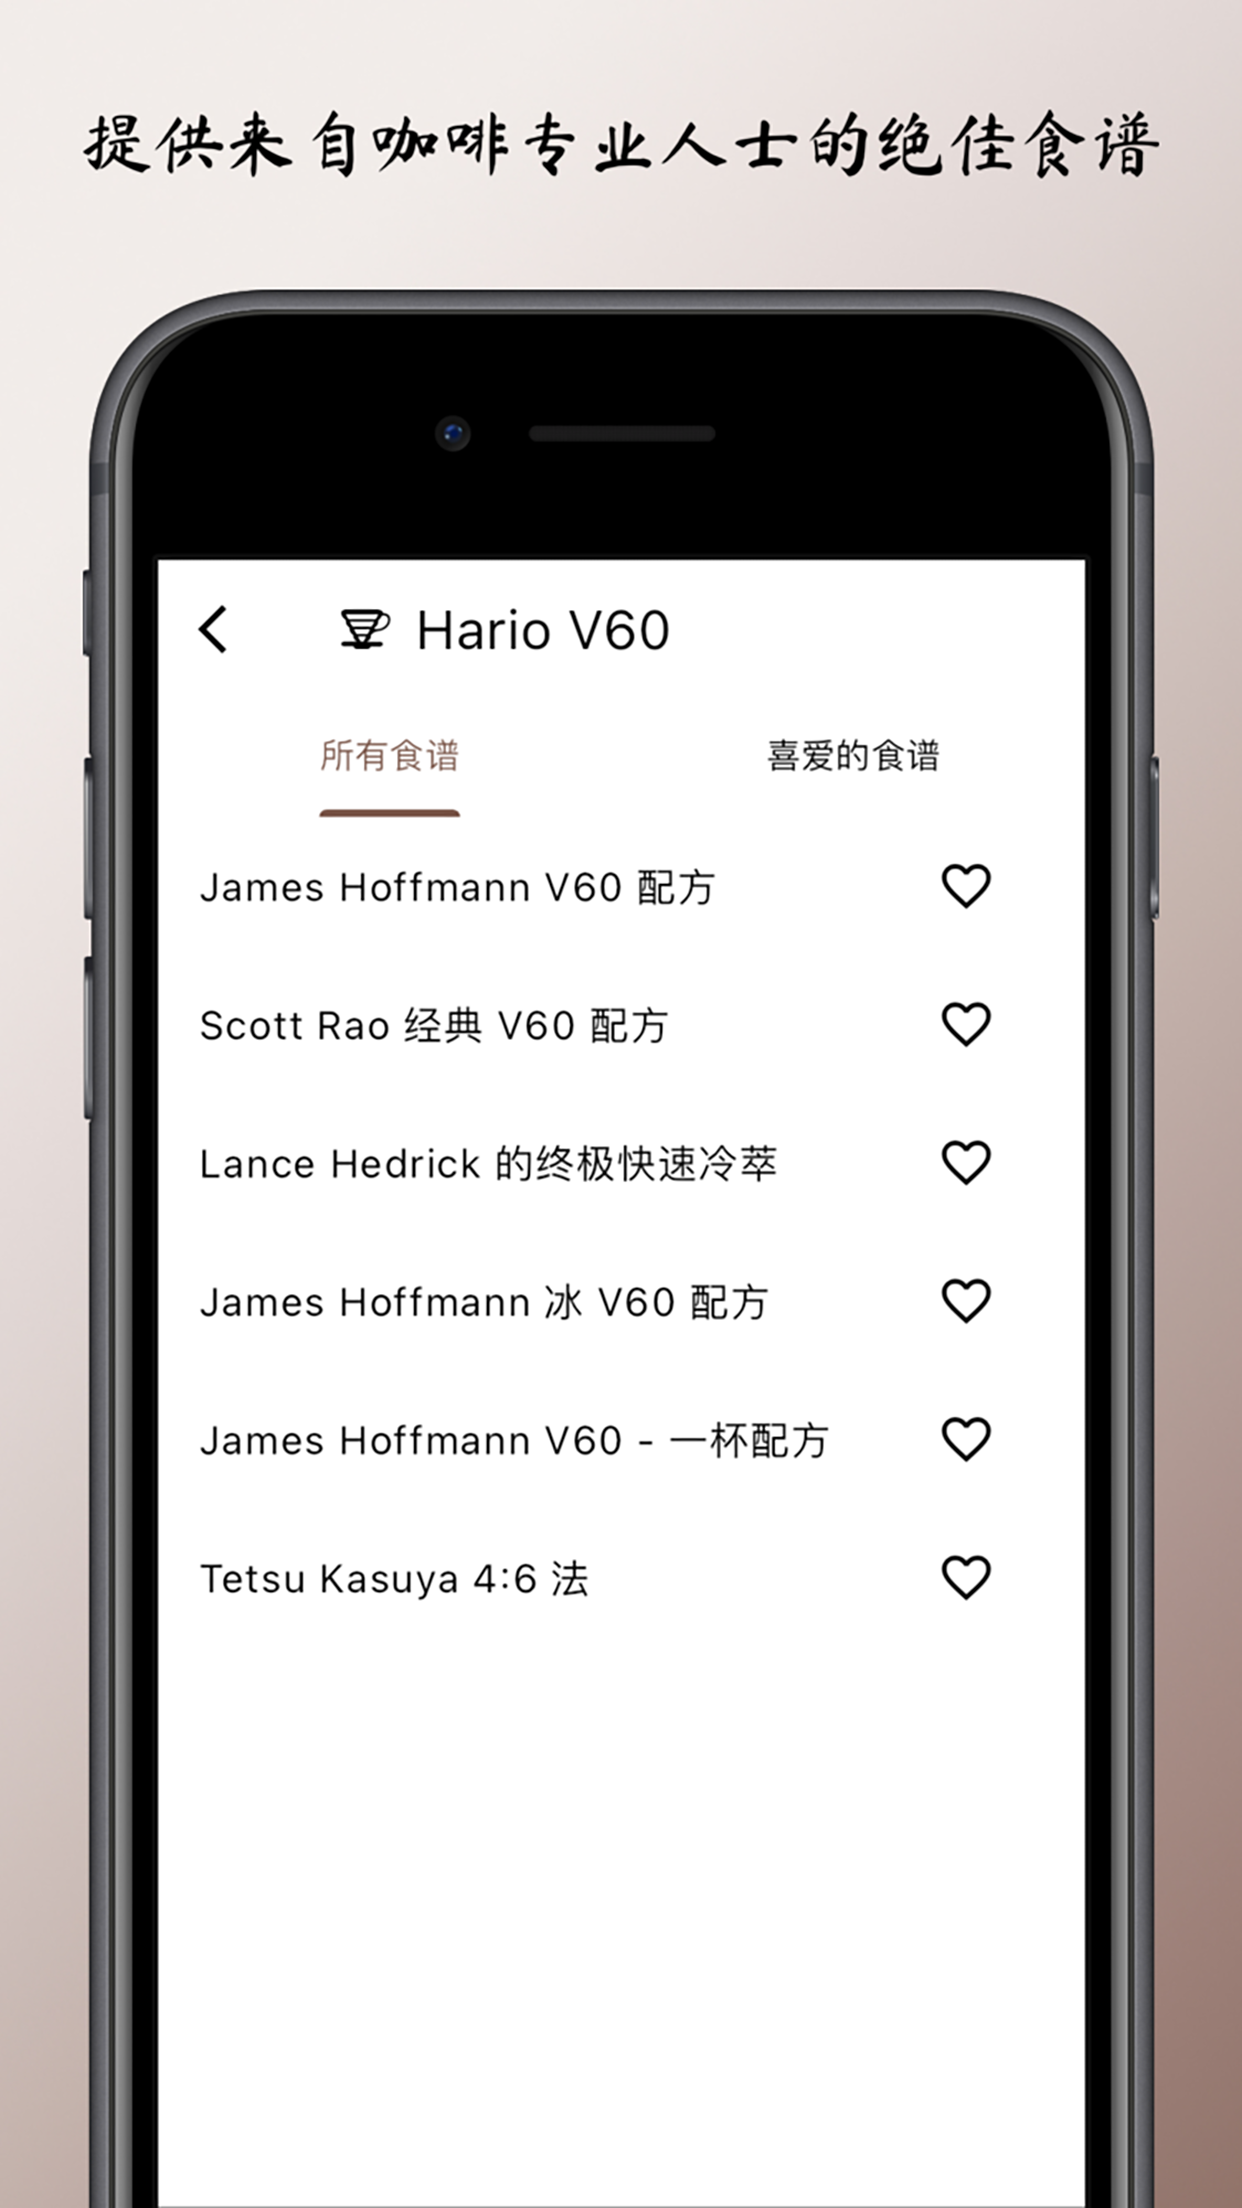 提供来自咖啡专业人士的绝佳食谱
Hario V60
所有食谱 喜爱的食谱
James Hoffmann V60 配方
Scott Rao 经典 V60 配方
Lance Hedrick 的终极快速冷萃
James Hoffmann 冰 V60 配方
James Hoffmann V60 - 一杯配方
Tetsu Kasuya 4:6 法